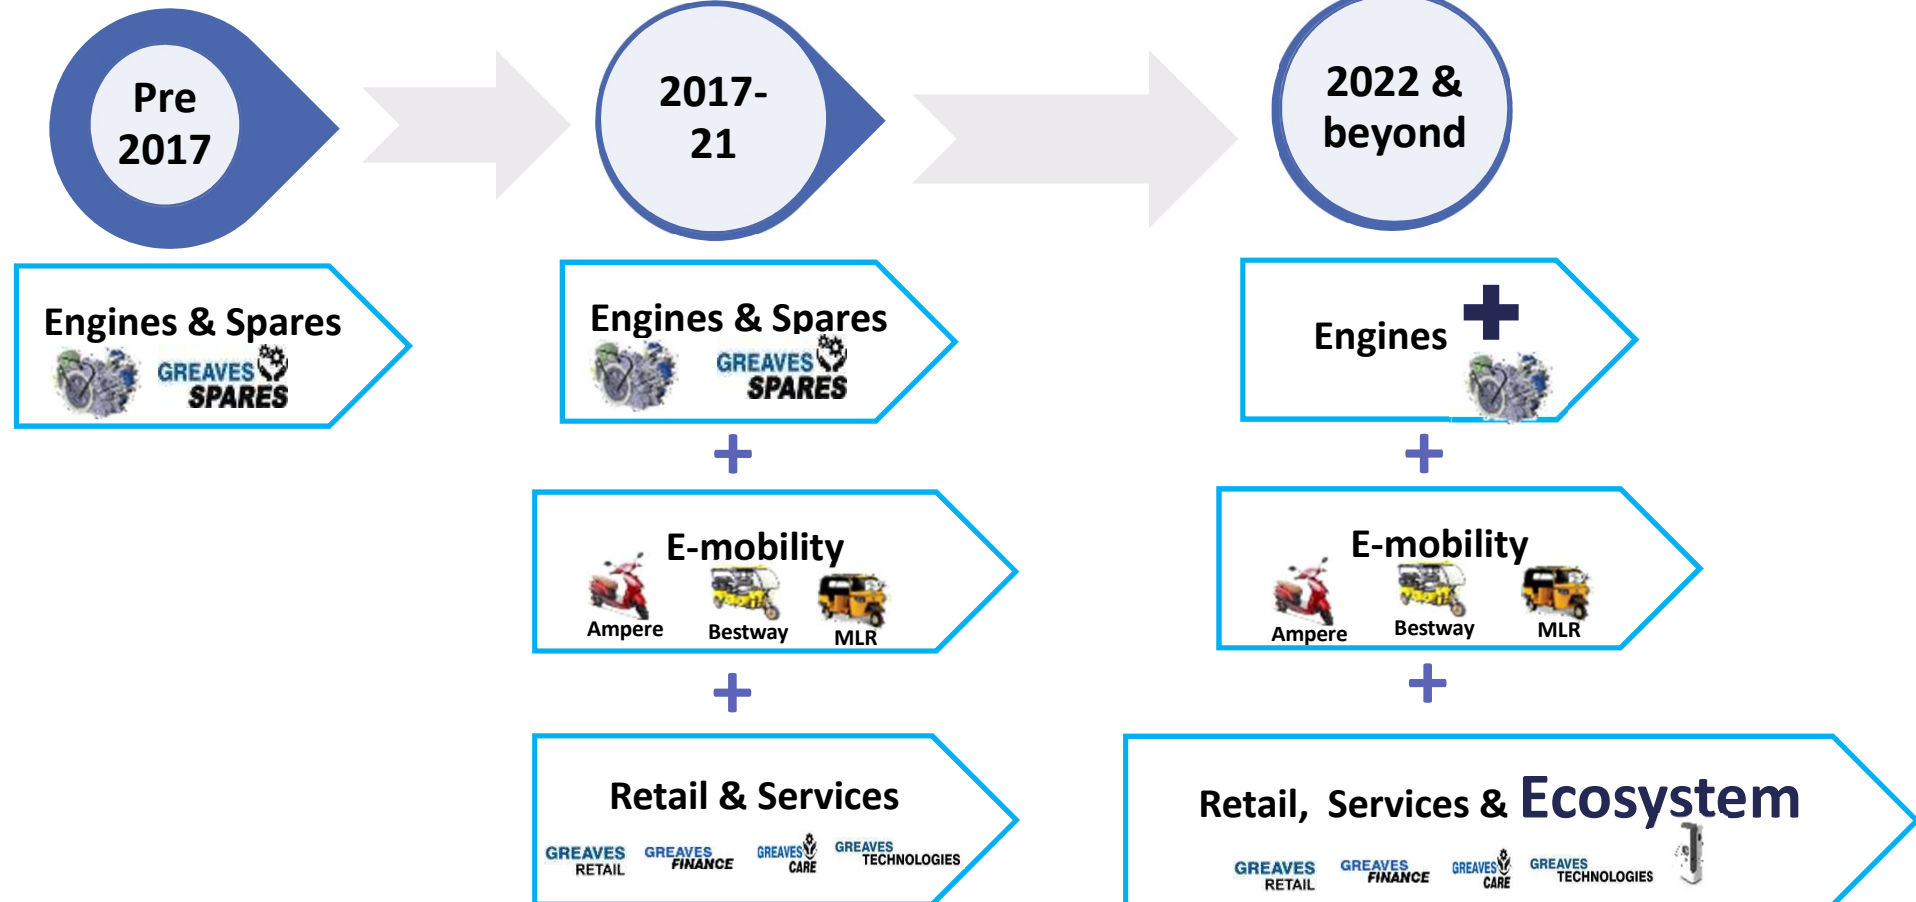 Pre
2017
2017-
21
2022 &
beyond
Engines & Spares
GREAVES
SPARES
Engines & Spares
GREAVES
SPARES
Engines +
+
+
E-mobility
Ampere
Bestway
MLR
E-mobility
Ampere
Bestway
MLR
+
+
Retail & Services
GREAVES
RETAIL
GREAVES
FINANCE
GREAVES
CARE
GREAVES
TECHNOLOGIES
Retail, Services & Ecosystem
GREAVES
RETAIL
GREAVES
FINANCE
GREAVES
CARE
GREAVES
TECHNOLOGIES